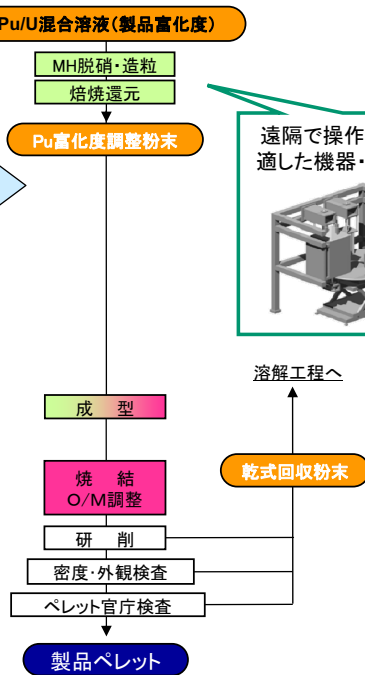 Pu/U混合溶液(製品富化度)
MH脱硝・造粒
焙焼還元
Pu富化度調整粉末
遠隔で操作
適した機器・
溶解工程へ
成 型
焼 結
O/M調整
乾式回収粉末
研 削
密度・外観検査
ペレット官庁検査
製品ペレット